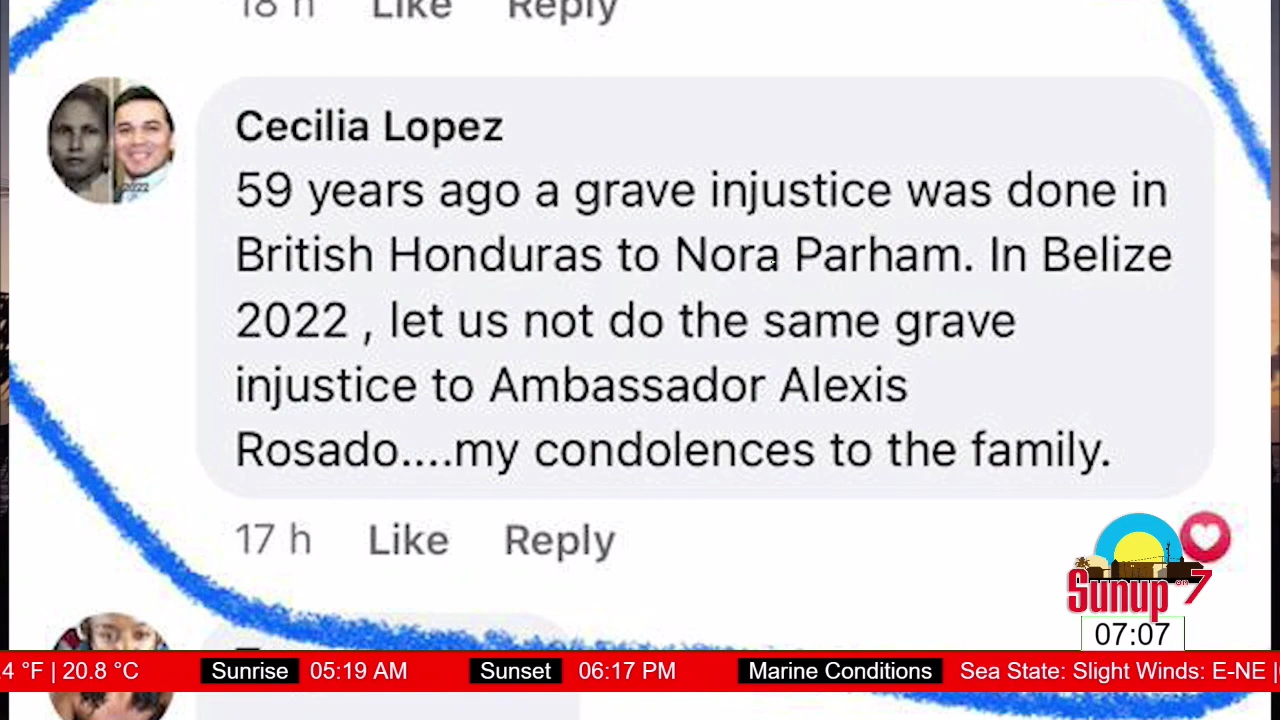 18 h Like Reply
Cecilia Lopez
59 years ago a grave injustice was done in
British Honduras to Nora Parham. In Belize
2022 , let us not do the same grave
injustice to Ambassador Alexis
Rosado....my condolences to the family.
2022
17 h Like Reply
Sunup on 7
07:07
.4 °F | 20.8 °C Sunrise 05:19 AM Sunset 06:17 PM Marine Conditions Sea State: Slight Winds: E-NE |